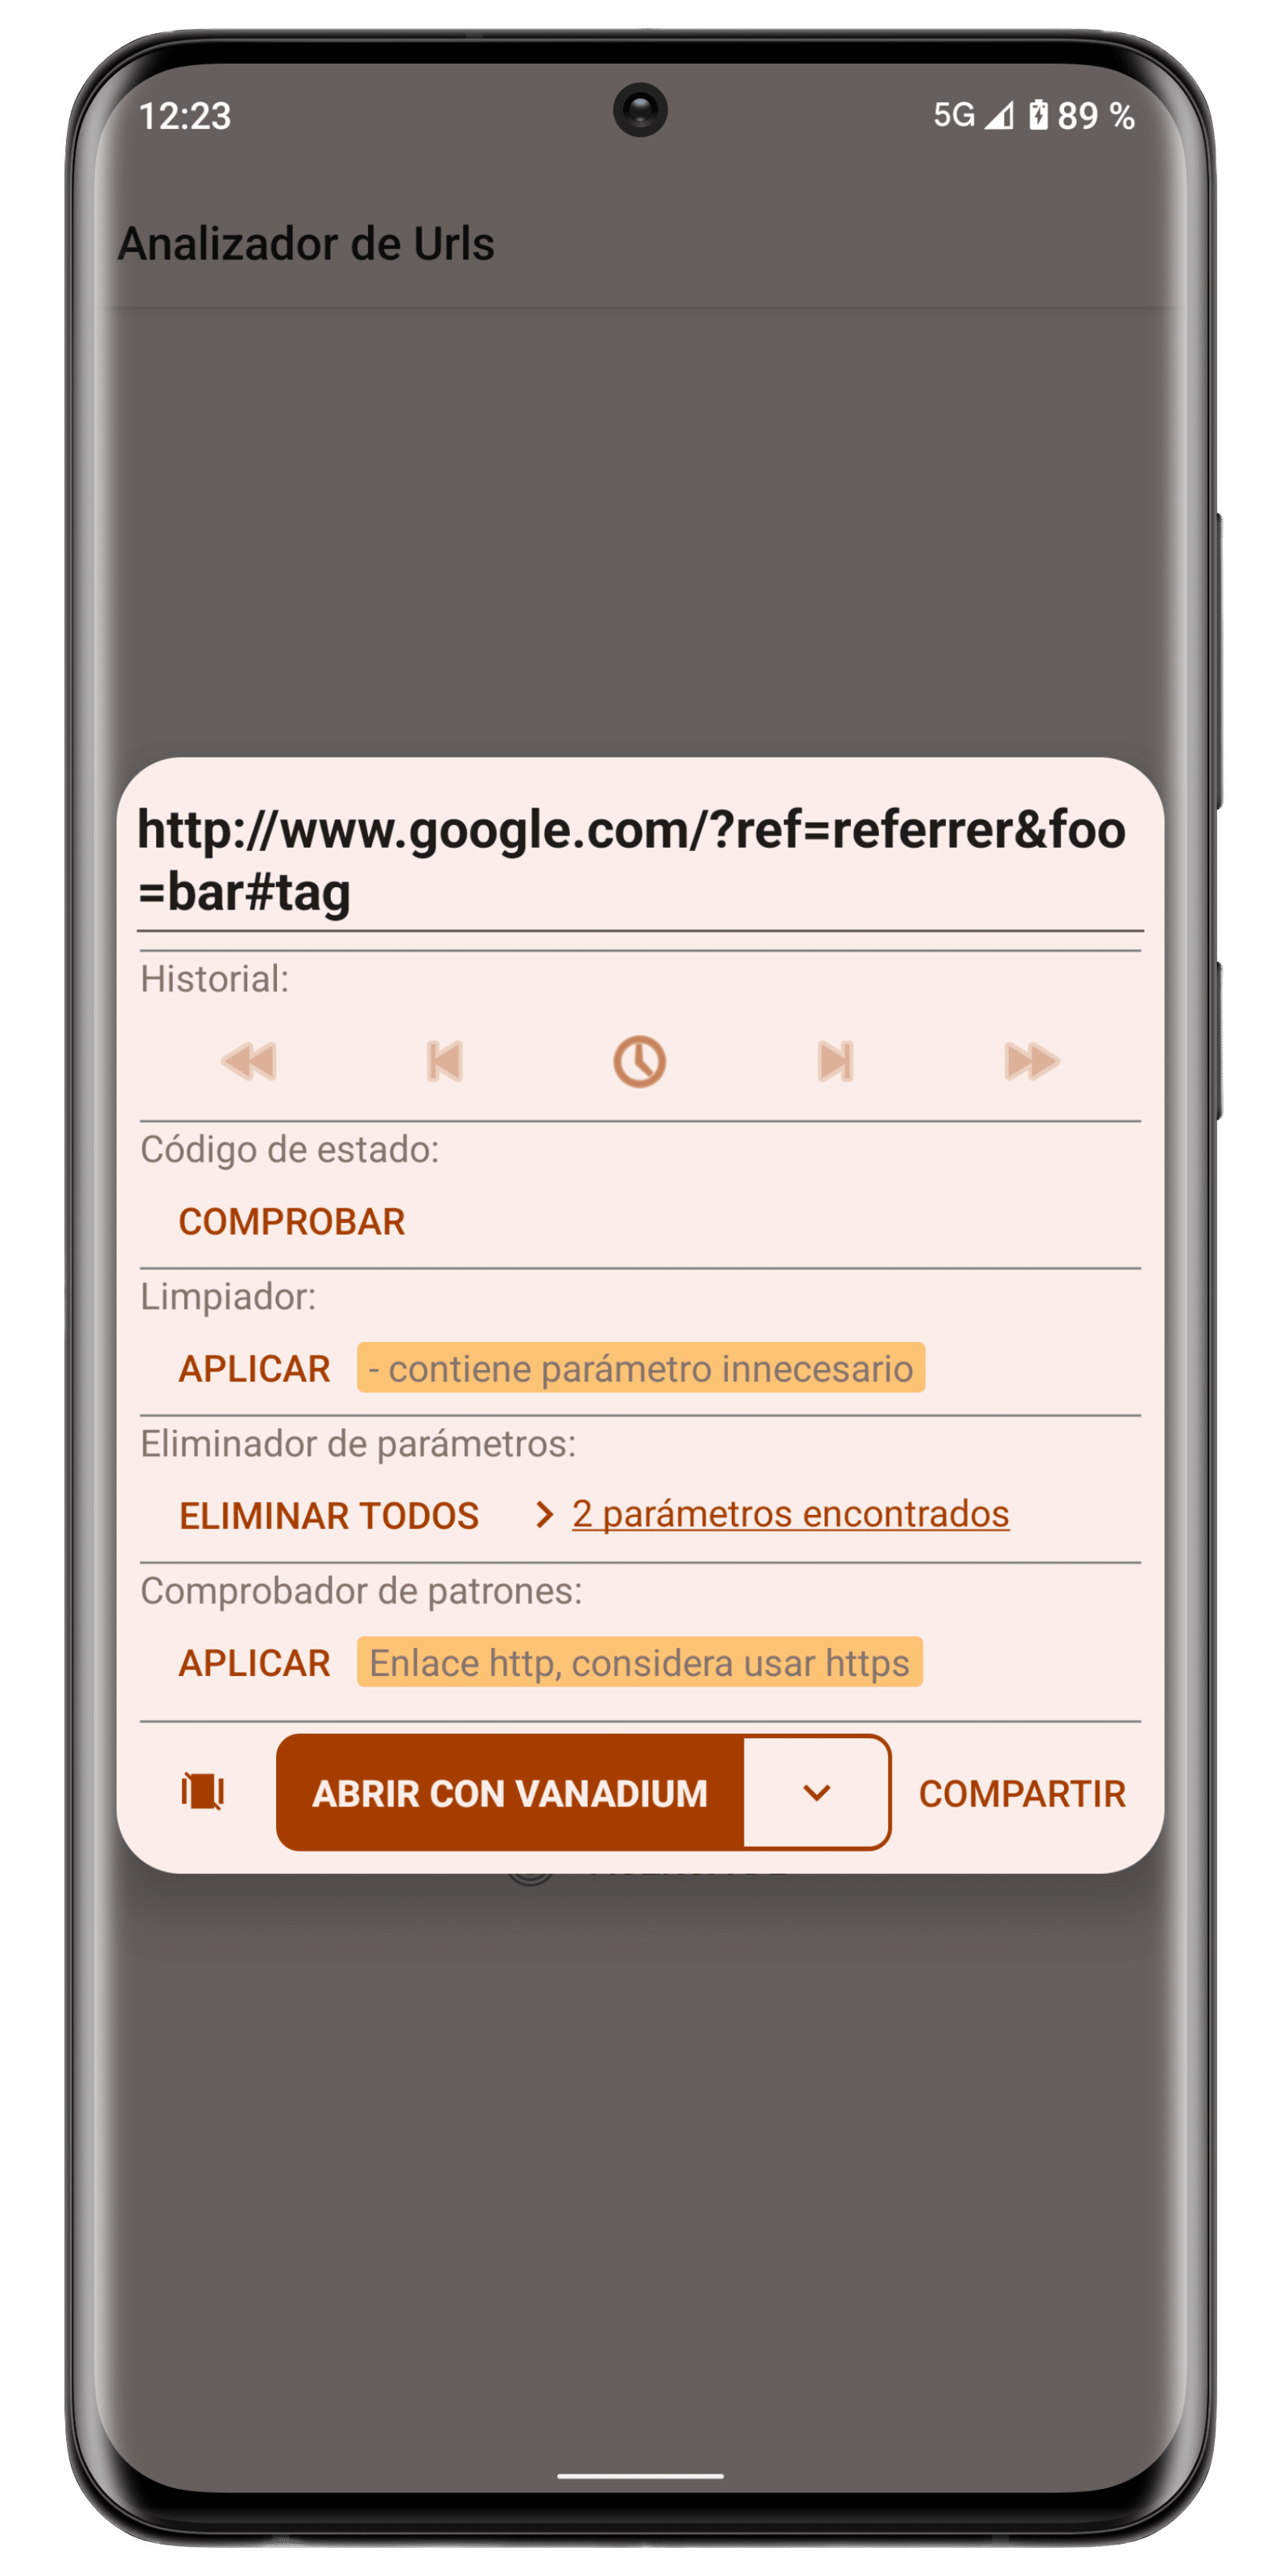 12:23
5G 89 %
Analizador de Urls
http://www.google.com/?ref=referrer&foo
=bar#tag
Historial:
Código de estado:
COMPROBAR
Limpiador:
APLICAR - contiene parámetro innecesario
Eliminador de parámetros:
ELIMINAR TODOS 2 parámetros encontrados
Comprobador de patrones:
APLICAR Enlace http, considera usar https
ABRIR CON VANADIUM COMPARTIR